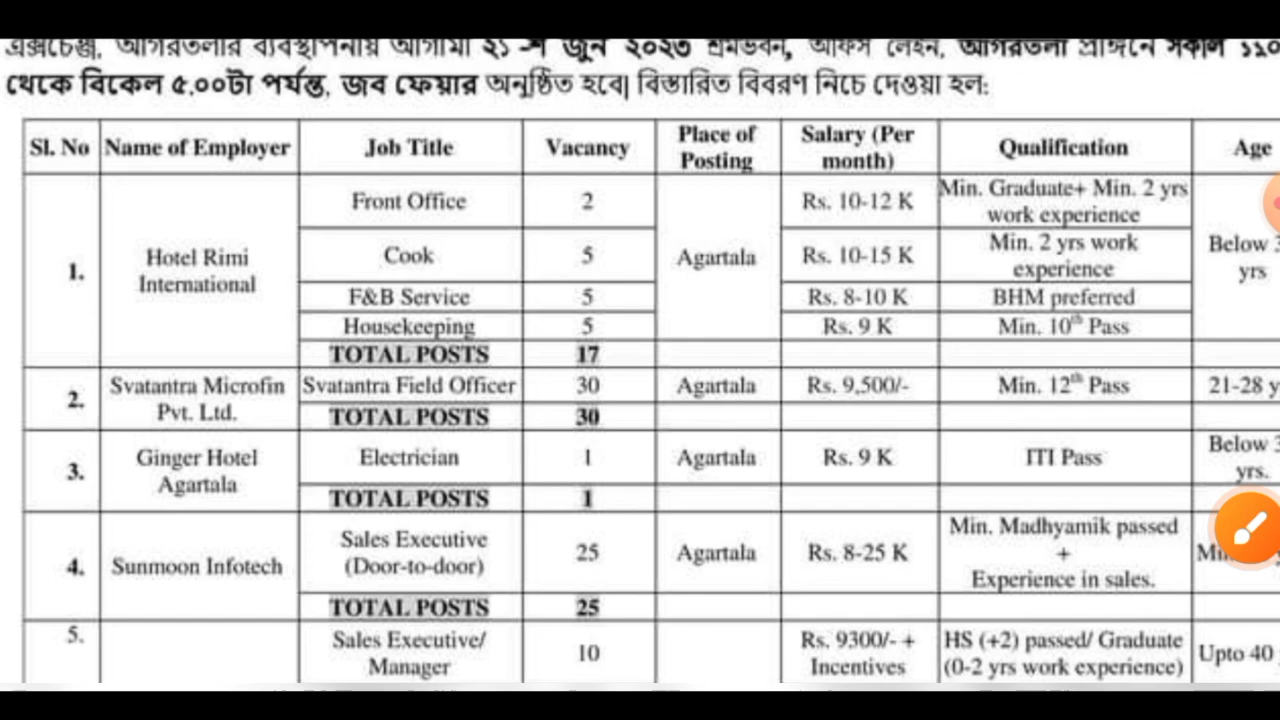 এক্সচেঞ্জ, আগরতলার ব্যবস্থাপনায় আগামী ২১ শে জুন ২০২৩ শ্রমভবন, অফিস লেইন, আগরতলা প্রাঙ্গনে সকাল
থেকে বিকেল ৫.০০টা পর্যন্ত, জব ফেয়ার অনুষ্ঠিত হবে| বিস্তারিত বিবরণ নিচে দেওয়া হল:
Sl. No Name of Employer Job Title Vacancy Place of Posting Salary (Per month) Qualification Age
1. Hotel Rimi International Front Office 2 Agartala Rs. 10-12 K Min. Graduate+ Min. 2 yrs work experience Below yrs
Cook 5 Rs. 10-15 K Min. 2 yrs work experience
F&B Service 5 Rs. 8-10 K BHM preferred
Housekeeping 5 Rs. 9 K Min. 10th Pass
TOTAL POSTS 17
2. Svatantra Microfin Pvt. Ltd. Svatantra Field Officer 30 Agartala Rs. 9,500/- Min. 12th Pass 21-28 y
TOTAL POSTS 30
3. Ginger Hotel Agartala Electrician 1 Agartala Rs. 9 K ITI Pass Below yrs.
TOTAL POSTS 1
4. Sunmoon Infotech Sales Executive (Door-to-door) 25 Agartala Rs. 8-25 K Min. Madhyamik passed + Experience in sales.
TOTAL POSTS 25
5. Sales Executive/ Manager 10 Rs. 9300/- + Incentives HS (+2) passed/ Graduate (0-2 yrs work experience) Upto 40